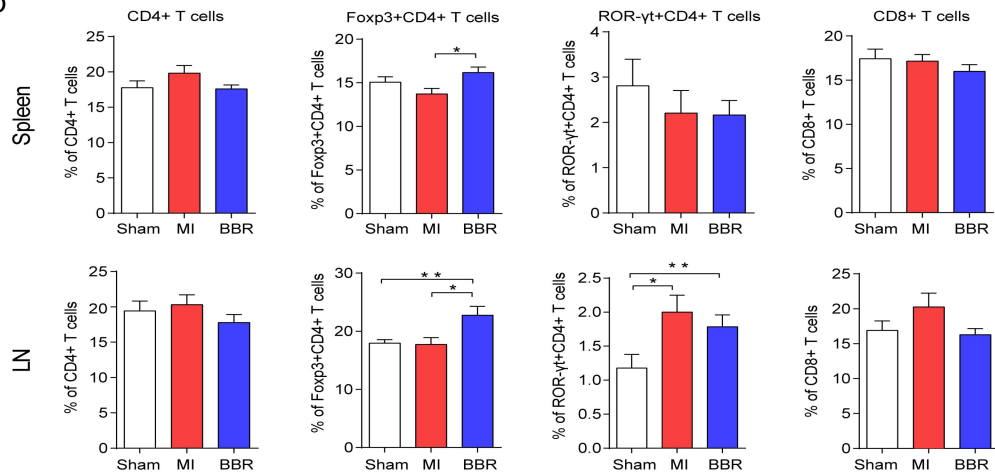 CD4+ T cells
Foxp3+CD4+ T cells
ROR-γt+CD4+ T cells
CD8+ T cells
Spleen
% of CD4+ T cells
25
20
15
10
5
0
Sham MI BBR
% of Foxp3+CD4+ T cells
20
15
10
5
0
*
Sham MI BBR
% of ROR-γt+CD4+ T cells
4
3
2
1
0
Sham MI BBR
% of CD8+ T cells
20
15
10
5
0
Sham MI BBR
LN
% of CD4+ T cells
25
20
15
10
5
0
Sham MI BBR
% of Foxp3+CD4+ T cells
30
20
10
0
* *
*
Sham MI BBR
% of ROR-γt+CD4+ T cells
2.5
2.0
1.5
1.0
0.5
0.0
* *
*
Sham MI BBR
% of CD8+ T cells
25
20
15
10
5
0
Sham MI BBR